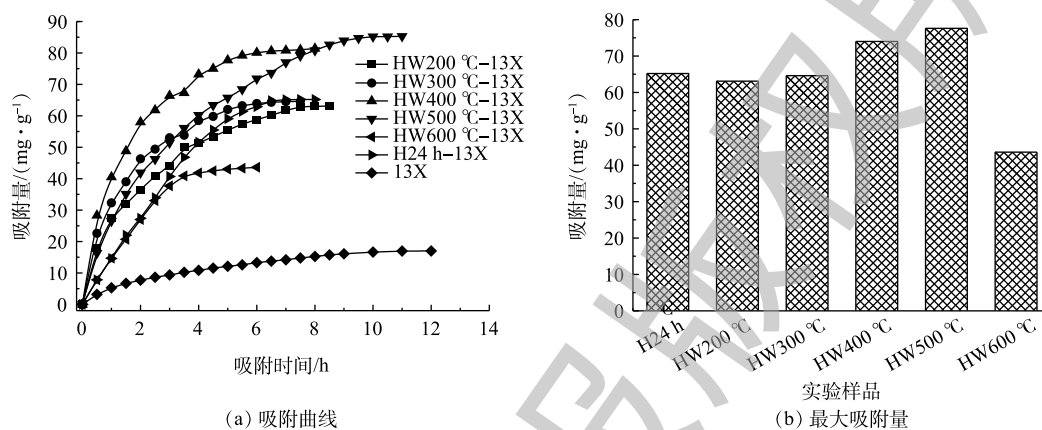 90
80
70
60
50
40
30
20
10
0
吸附量/(mg·g⁻¹)
HW200 ℃-13X
HW300 ℃-13X
HW400 ℃-13X
HW500 ℃-13X
HW600 ℃-13X
H24 h-13X
13X
0 2 4 6 8 10 12 14
吸附时间/h
(a) 吸附曲线
80
70
60
50
40
30
20
10
0
吸附量/(mg·g⁻¹)
H24 h
HW200 ℃
HW300 ℃
HW400 ℃
HW500 ℃
HW600 ℃
实验样品
(b) 最大吸附量
版权